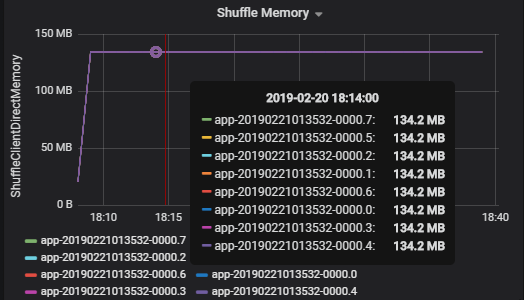 Shuffle Memory
ShuffleClientDirectMemory
150 MB
100 MB
50 MB
0 B
18:10
18:15
18:40
2019-02-20 18:14:00
app-20190221013532-0000.7: 134.2 MB
app-20190221013532-0000.5: 134.2 MB
app-20190221013532-0000.2: 134.2 MB
app-20190221013532-0000.1: 134.2 MB
app-20190221013532-0000.6: 134.2 MB
app-20190221013532-0000.0: 134.2 MB
app-20190221013532-0000.3: 134.2 MB
app-20190221013532-0000.4: 134.2 MB
app-20190221013532-0000.7
app-20190221013532-0000.2
app-20190221013532-0000.6 app-20190221013532-0000.0
app-20190221013532-0000.3 app-20190221013532-0000.4